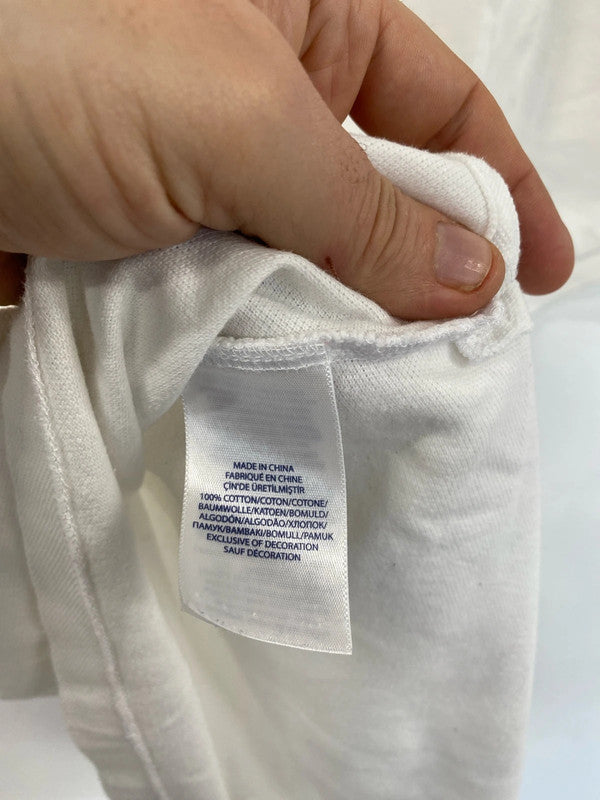 MADE IN CHINA
FABRIQUÉ EN CHINE
ÇİN'DE ÜRETİLMİŞTİR
100% COTTON/COTON/COTONE/
BAUMWOLLE/KATOEN/BOMULD/
ALGODÓN/ALGODÃO/ХЛОПОК/
ПАМУК/ΒΑΜΒΑΚΙ/BOMULL/PAMUK
EXCLUSIVE OF DECORATION
SAUF DÉCORATION